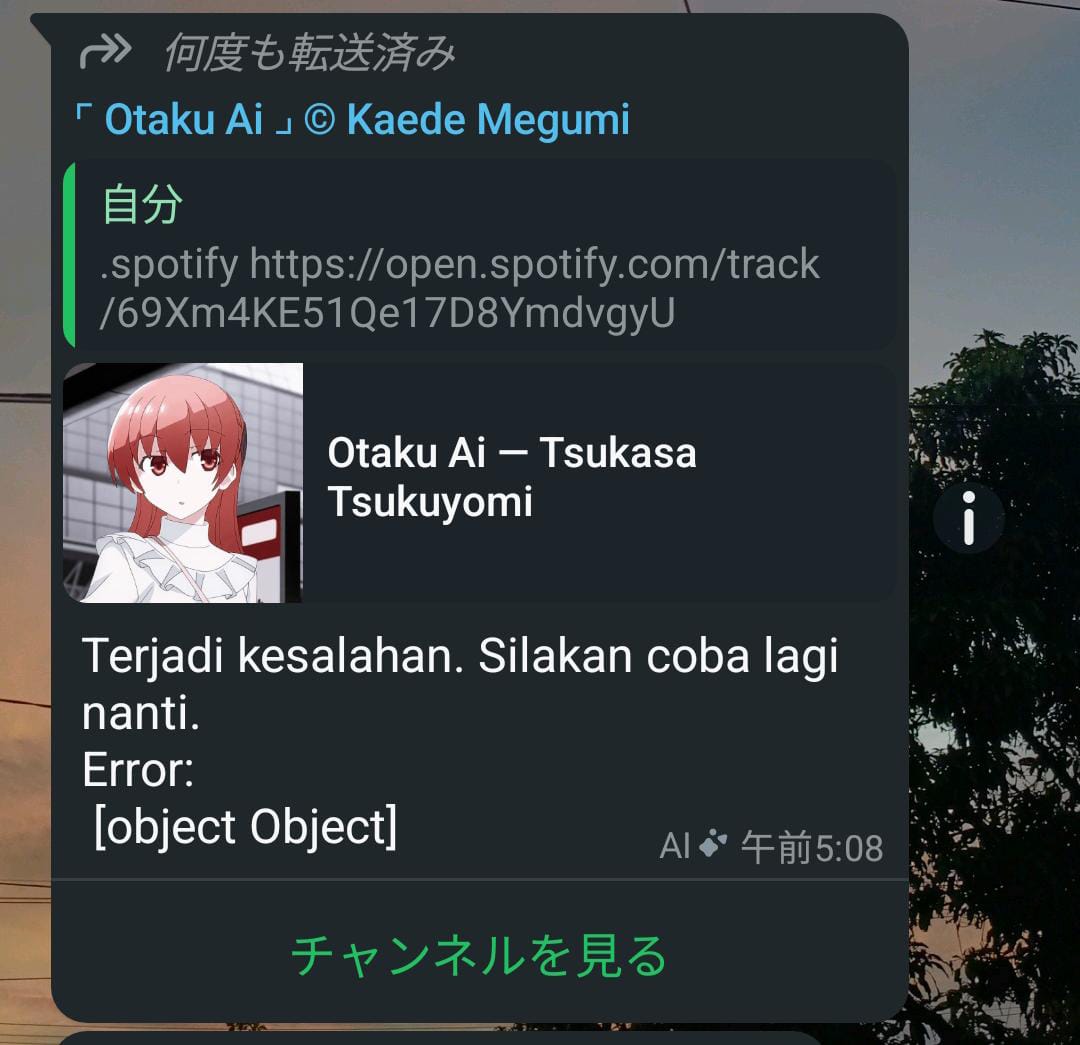 何度も転送済み
「 Otaku Ai 」© Kaede Megumi
自分
.spotify https://open.spotify.com/track
/69Xm4KE51Qe17D8YmdvgyU
Otaku Ai — Tsukasa
Tsukuyomi
Terjadi kesalahan. Silakan coba lagi
nanti.
Error:
[object Object]
AI 午前5:08
チャンネルを見る